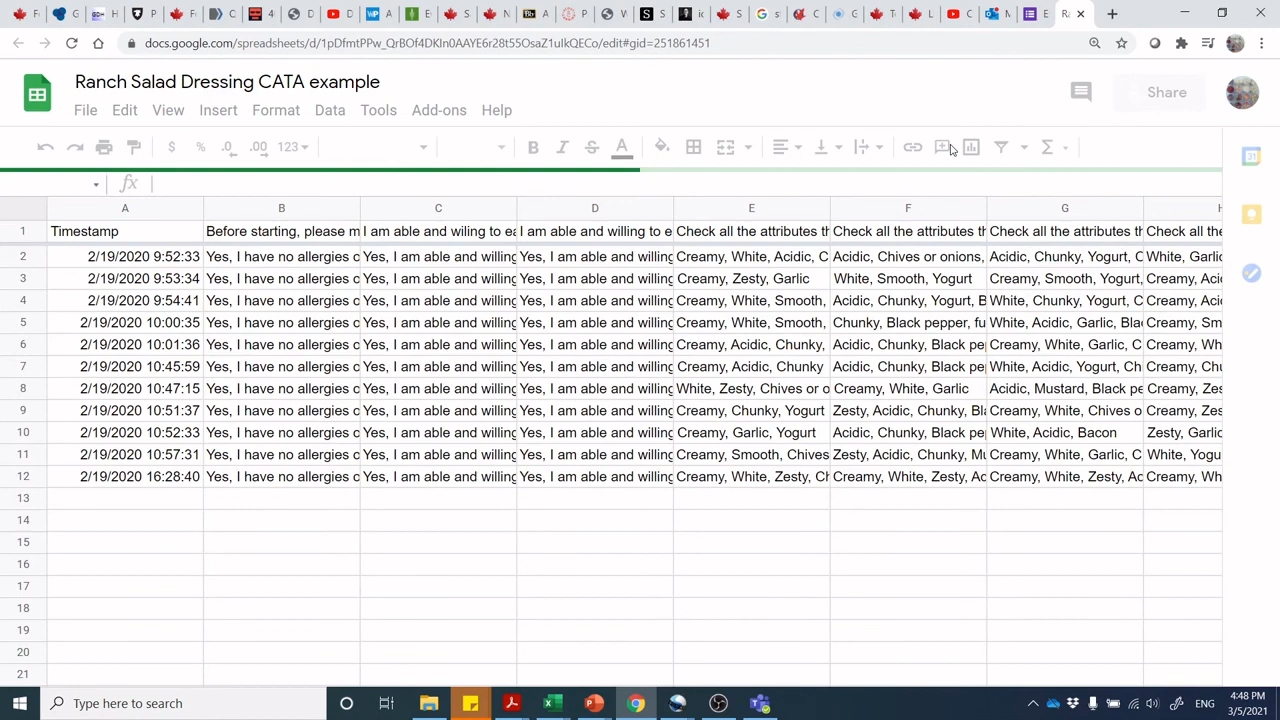 docs.google.com/spreadsheets/d/1pDfmtPPw_QrBOf4DKIn0AAYE6r28t55OsaZ1uIkQECo/edit#gid=251861451
Ranch Salad Dressing CATA example
File Edit View Insert Format Data Tools Add-ons Help
Share
$ % .0 .00 123
fx
A B C D E F G H
1 Timestamp Before starting, please m I am able and wiling to ea I am able and willing to e Check all the attributes th Check all the attributes th Check all the attributes th Check all the
2 2/19/2020 9:52:33 Yes, I have no allergies o Yes, I am able and willing Yes, I am able and willing Creamy, White, Acidic, C Acidic, Chives or onions, Acidic, Chunky, Yogurt, C White, Garlic
3 2/19/2020 9:53:34 Yes, I have no allergies o Yes, I am able and willing Yes, I am able and willing Creamy, Zesty, Garlic White, Smooth, Yogurt Creamy, Smooth, Yogurt, Creamy, Aci
4 2/19/2020 9:54:41 Yes, I have no allergies o Yes, I am able and willing Yes, I am able and willing Creamy, White, Smooth, Acidic, Chunky, Yogurt, B White, Chunky, Yogurt, C Creamy, Aci
5 2/19/2020 10:00:35 Yes, I have no allergies o Yes, I am able and willing Yes, I am able and willing Creamy, White, Smooth, Chunky, Black pepper, fu White, Acidic, Garlic, Bla Creamy, Sm
6 2/19/2020 10:01:36 Yes, I have no allergies o Yes, I am able and willing Yes, I am able and willing Creamy, Acidic, Chunky, Acidic, Chunky, Black pep Creamy, White, Garlic, C Creamy, Wh
7 2/19/2020 10:45:59 Yes, I have no allergies o Yes, I am able and willing Yes, I am able and willing Creamy, Acidic, Chunky Acidic, Chunky, Black pep White, Acidic, Yogurt, Ch Creamy, Chu
8 2/19/2020 10:47:15 Yes, I have no allergies o Yes, I am able and willing Yes, I am able and willing White, Zesty, Chives or o Creamy, White, Garlic Acidic, Mustard, Black pe Creamy, Zes
9 2/19/2020 10:51:37 Yes, I have no allergies o Yes, I am able and willing Yes, I am able and willing Creamy, Chunky, Yogurt Zesty, Acidic, Chunky, Bla Creamy, White, Chives o Creamy, Zes
10 2/19/2020 10:52:33 Yes, I have no allergies o Yes, I am able and willing Yes, I am able and willing Creamy, Garlic, Yogurt Acidic, Chunky, Black pep White, Acidic, Bacon Zesty, Garlic
11 2/19/2020 10:57:31 Yes, I have no allergies o Yes, I am able and willing Yes, I am able and willing Creamy, Smooth, Chives Zesty, Acidic, Chunky, Mu Creamy, White, Garlic, C White, Yogu
12 2/19/2020 16:28:40 Yes, I have no allergies o Yes, I am able and willing Yes, I am able and willing Creamy, White, Zesty, Ch Creamy, White, Zesty, Ac Creamy, White, Zesty, Ac Creamy, Wh
13
14
15
16
17
18
19
20
21
Type here to search
ENG
4:48 PM
3/5/2021